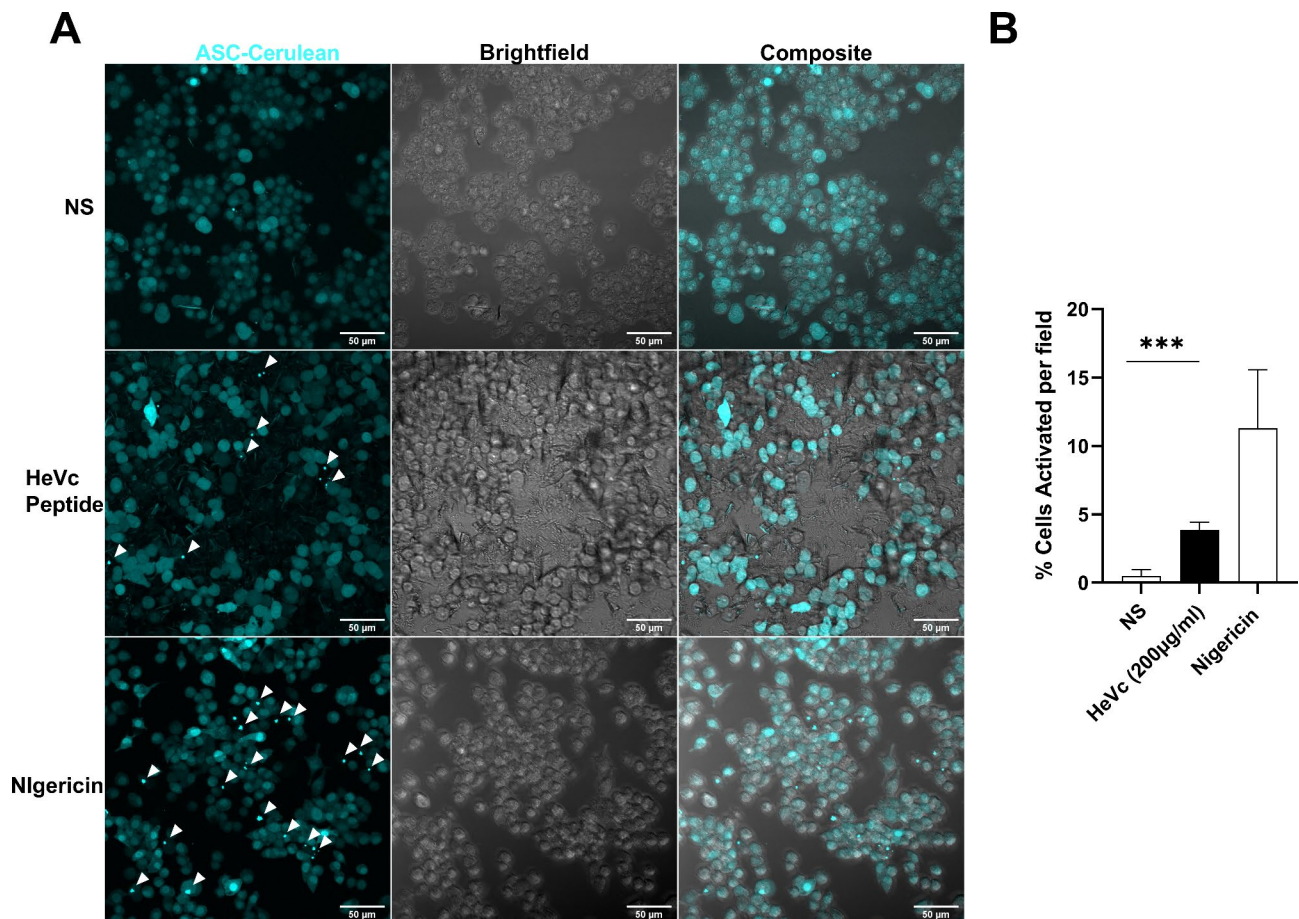 A
B
ASC-Cerulean
Brightfield
Composite
NS
50 µm
50 µm
50 µm
HeVc
Peptide
50 µm
50 µm
50 µm
NIgericin
50 µm
50 µm
50 µm
% Cells Activated per field
20
15
10
5
0
***
NS
HeVc (200µg/ml)
Nigericin